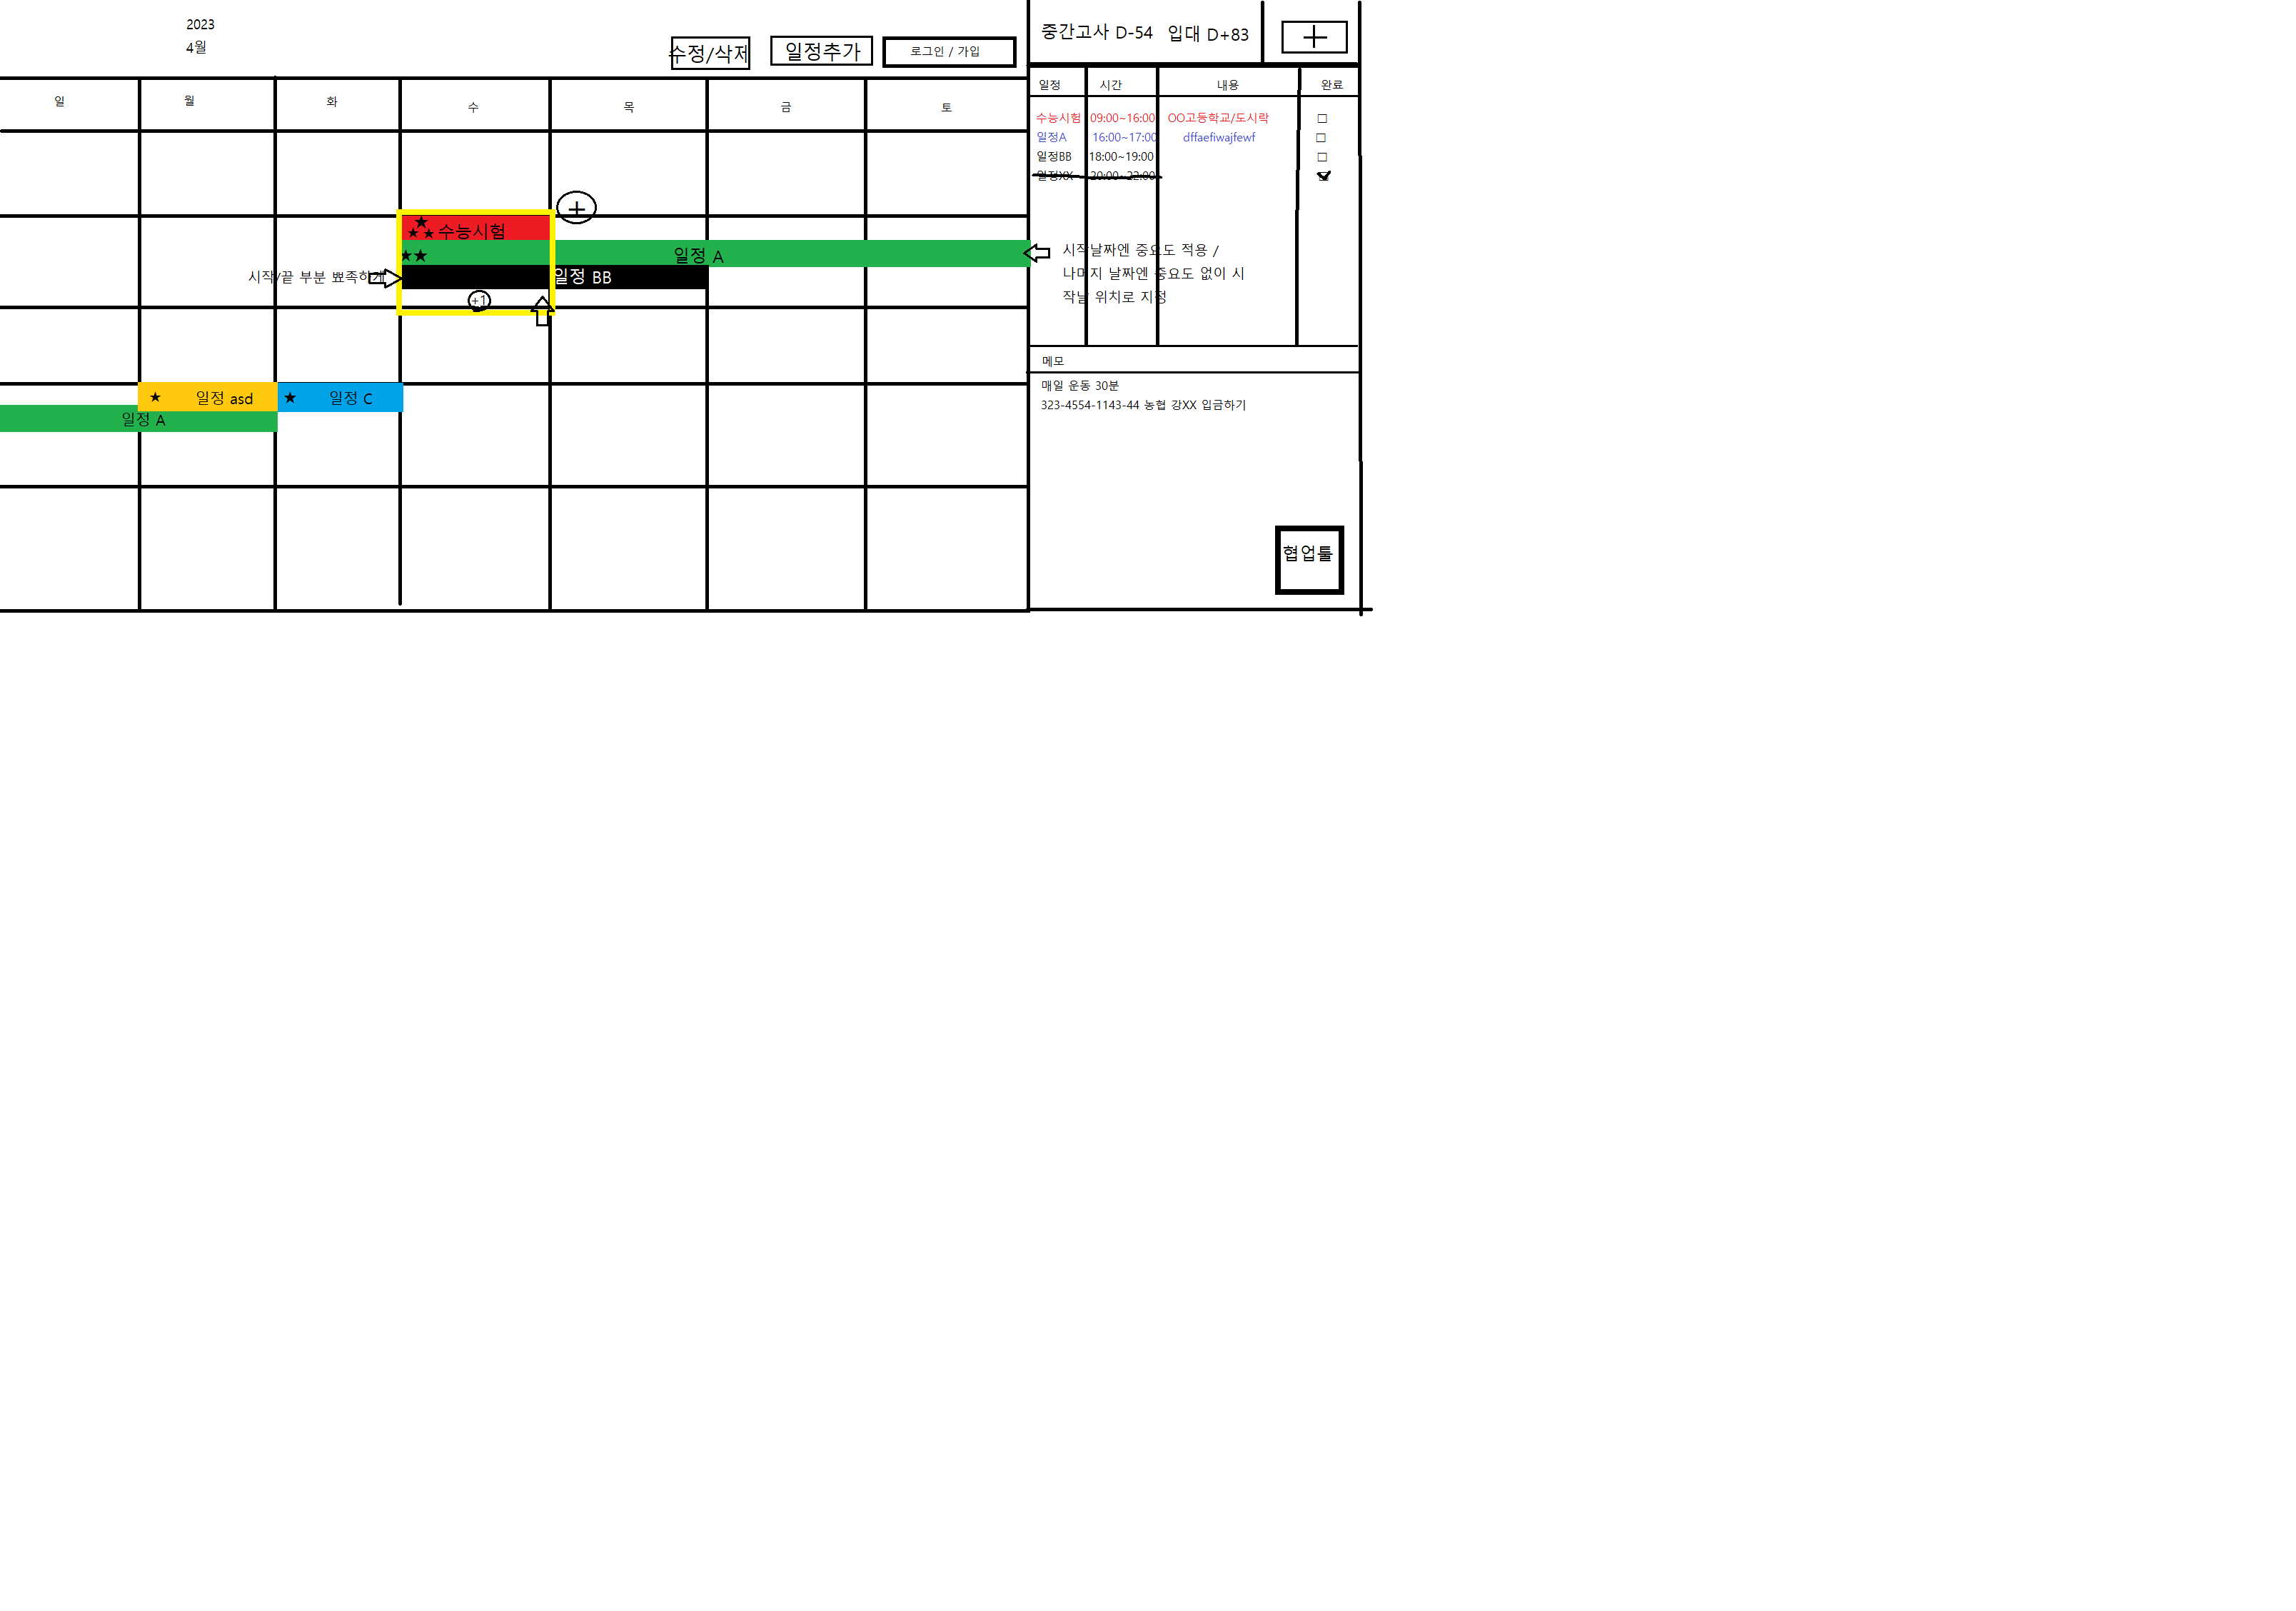 2023
4월
수정/삭제
일정추가
로그인 / 가입
중간고사 D-54 입대 D+83
+
일 월 화 수 목 금 토
일정 시간 내용 완료
수능시험 09:00~16:00 OO고등학교/도시락 □
일정A 16:00~17:00 dffaefiwajfewf □
일정BB 18:00~19:00 □
일정XX 20:00~22:00
+
★★★ 수능시험
★★ 일정 A
일정 BB
+1
시작/끝 부분 뾰족하게
시작날짜엔 중요도 적용 /
나머지 날짜엔 중요도 없이 시
작날 위치로 지정
메모
매일 운동 30분
323-4554-1143-44 농협 강XX 입금하기
★ 일정 asd
★ 일정 C
일정 A
협업툴